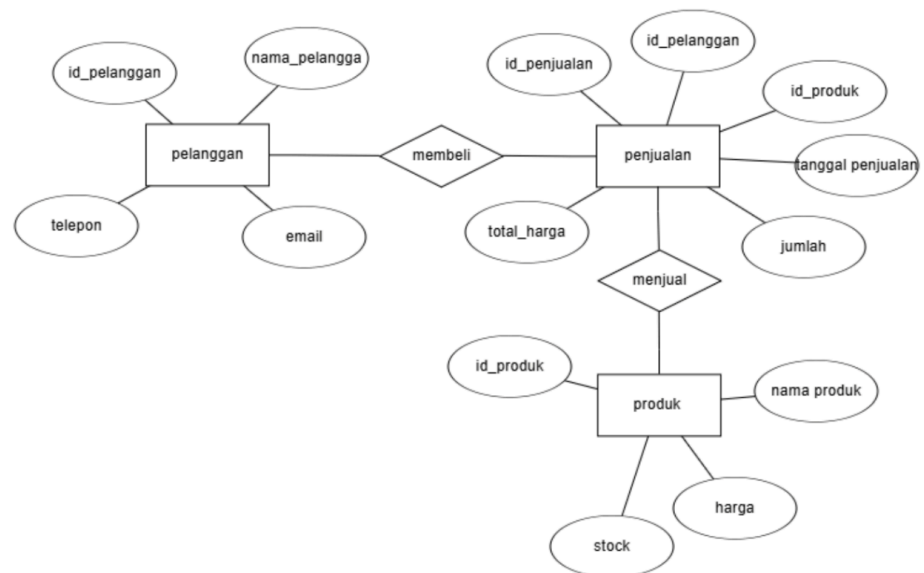 id_pelanggan
nama_pelangga
id_penjualan
id_pelanggan
id_produk
pelanggan
membeli
penjualan
tanggal penjualan
telepon
email
total_harga
jumlah
menjual
id_produk
produk
nama produk
harga
stock